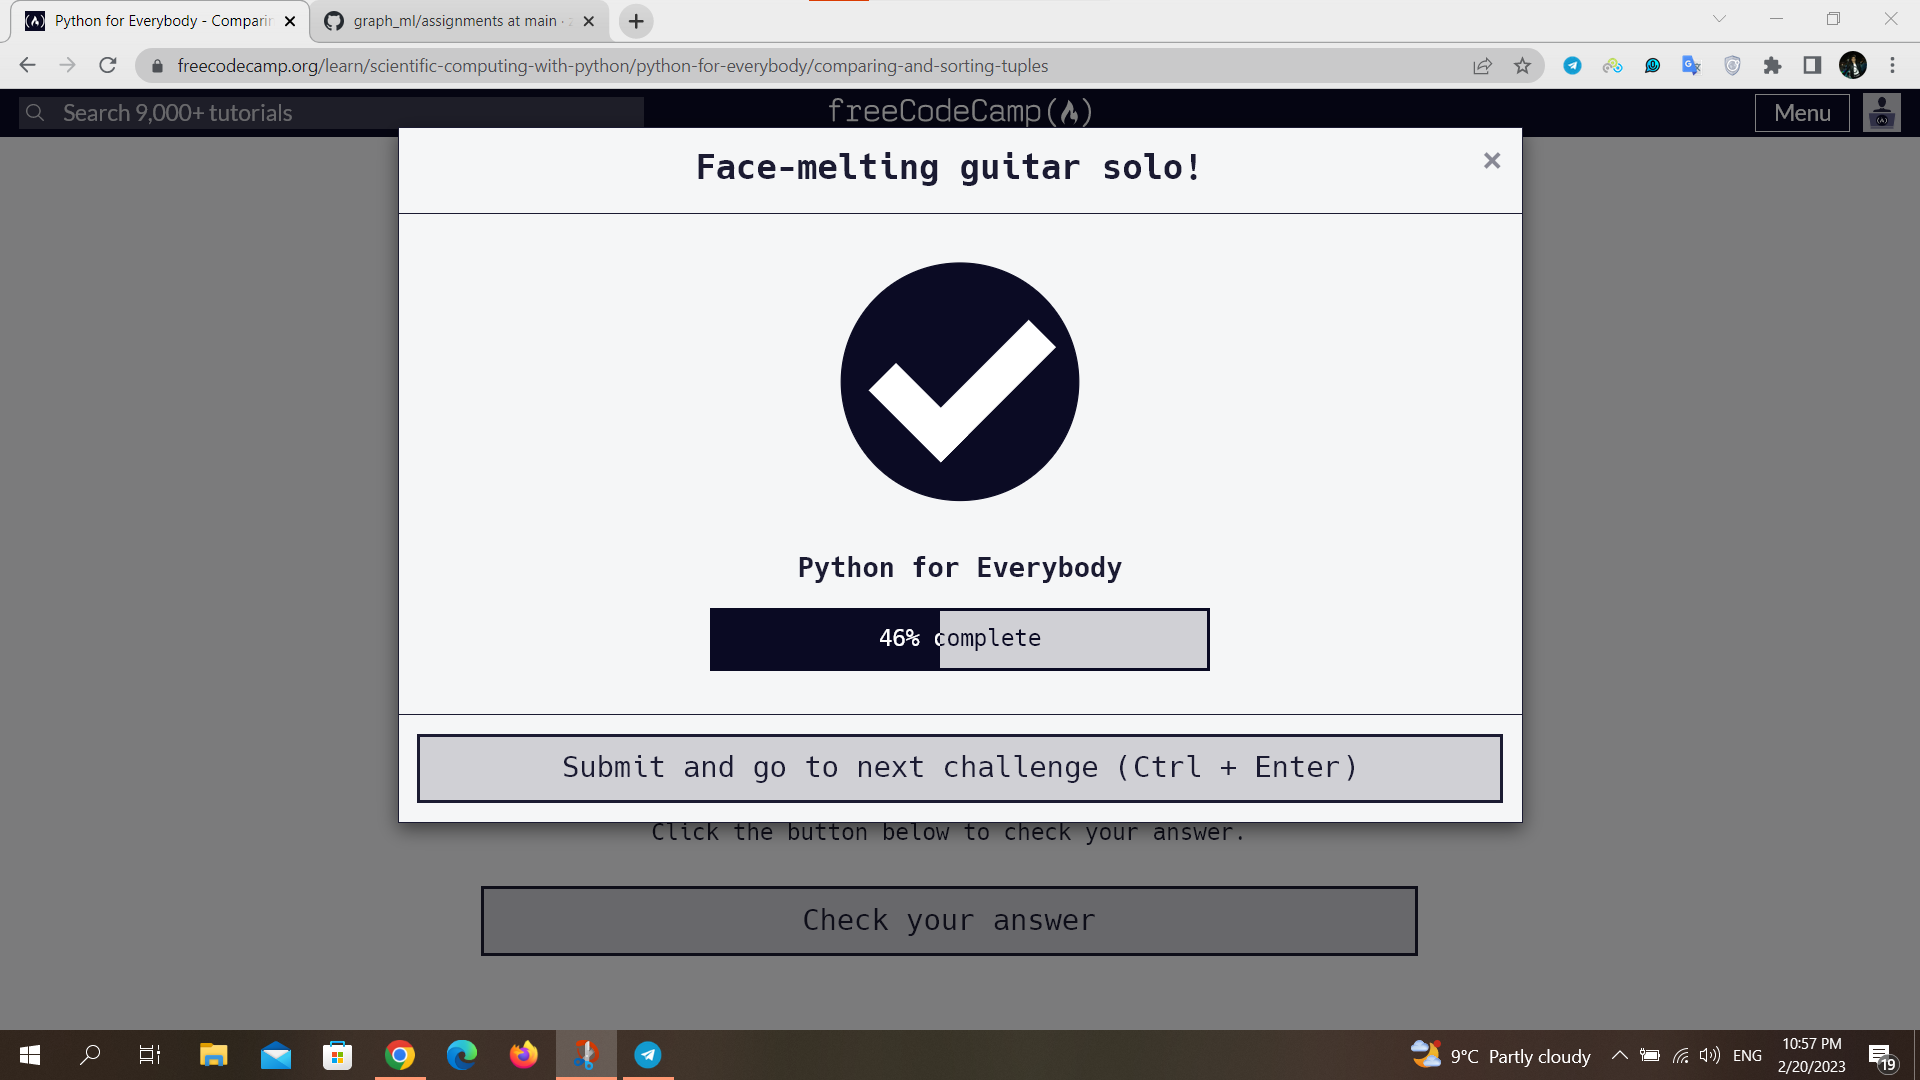 Python for Everybody - Comparin
graph_ml/assignments at main ·
freecodecamp.org/learn/scientific-computing-with-python/python-for-everybody/comparing-and-sorting-tuples
Search 9,000+ tutorials
freeCodeCamp(🔥)
Menu
Face-melting guitar solo!
×
Python for Everybody
46% complete
Submit and go to next challenge (Ctrl + Enter)
Click the button below to check your answer.
Check your answer
9°C Partly cloudy
ENG
10:57 PM
2/20/2023
19